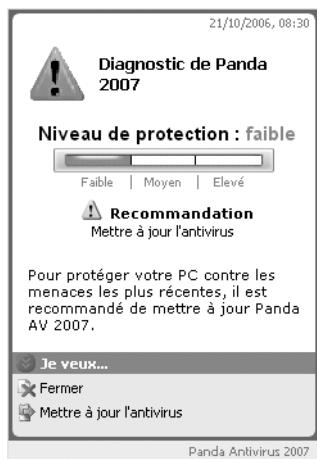 21/10/2006, 08:30
Diagnostic de Panda
2007
Niveau de protection : faible
Faible | Moyen | Elevé
Recommandation
Mettre à jour l'antivirus
Pour protéger votre PC contre les
menaces les plus récentes, il est
recommandé de mettre à jour Panda
AV 2007.
Je veux...
Fermer
Mettre à jour l'antivirus
Panda Antivirus 2007